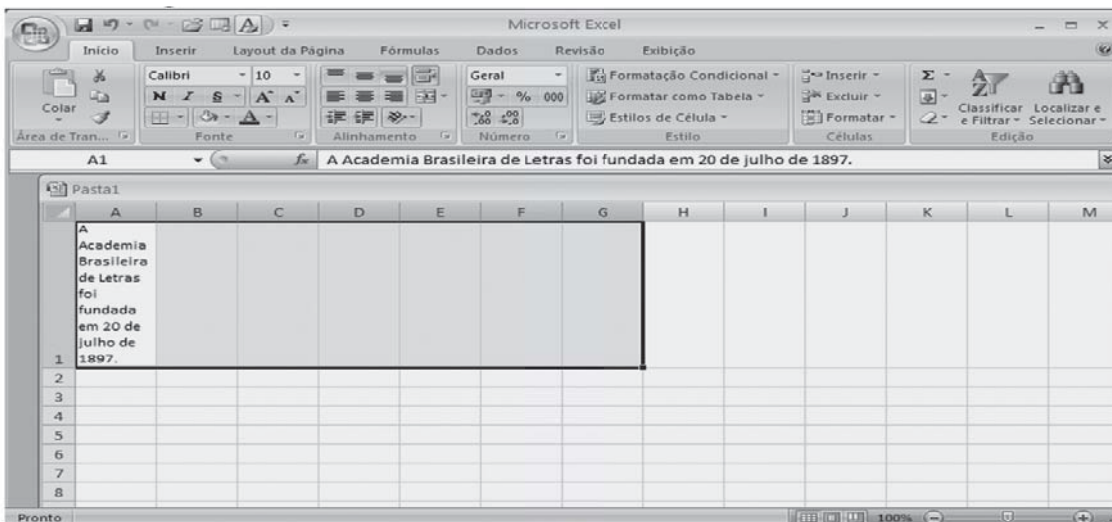 Microsoft Excel
Início Inserir Layout da Página Fórmulas Dados Revisão Exibição
Colar
Calibri 10
N I S A A
A
Geral
% 000
Formatação Condicional
Formatar como Tabela
Estilos de Célula
Inserir
Excluir
Formatar
Σ
Classificar e Filtrar
Localizar e Selecionar
Área de Tran... Fonte Alinhamento Número Estilo Células Edição
A1 fx A Academia Brasileira de Letras foi fundada em 20 de julho de 1897.
Pasta1
A B C D E F G H I J K L M
A
Academia
Brasileira
de Letras
foi
fundada
em 20 de
julho de
1 1897.
2
3
4
5
6
7
8
Pronto 100%